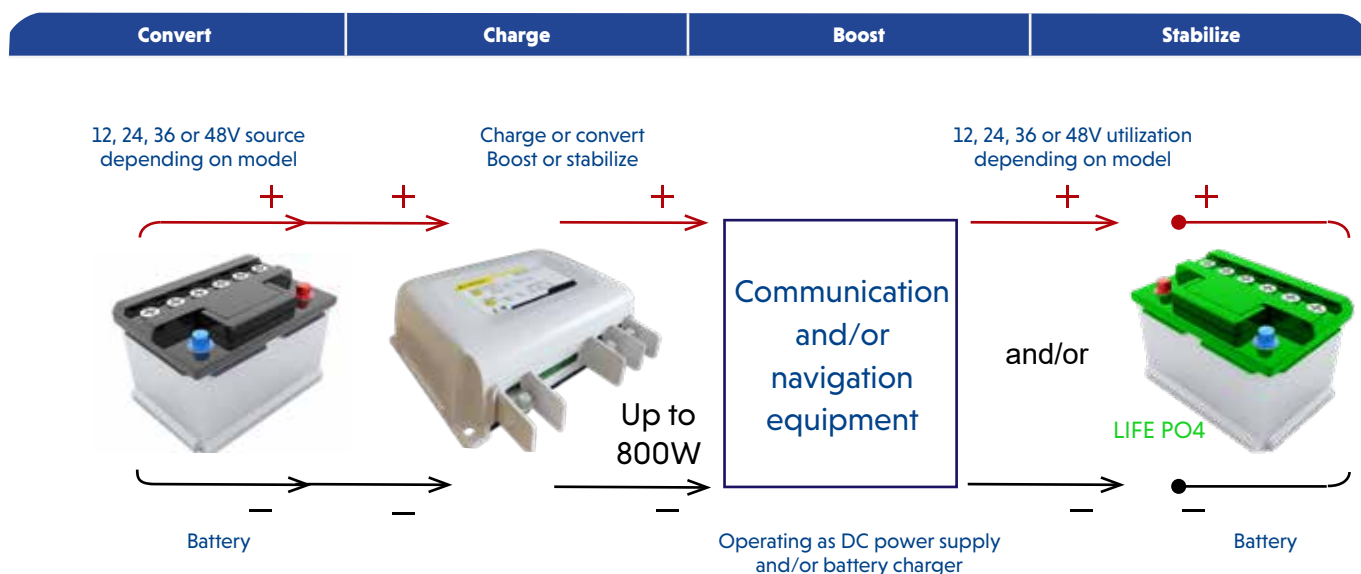 Convert
Charge
Boost
Stabilize
12, 24, 36 or 48V source
depending on model
Charge or convert
Boost or stabilize
12, 24, 36 or 48V utilization
depending on model
+
+
+
+
+
Communication
and/or
navigation
equipment
and/or
Up to
800W
LIFE PO4
–
–
–
–
–
Battery
Operating as DC power supply
and/or battery charger
Battery